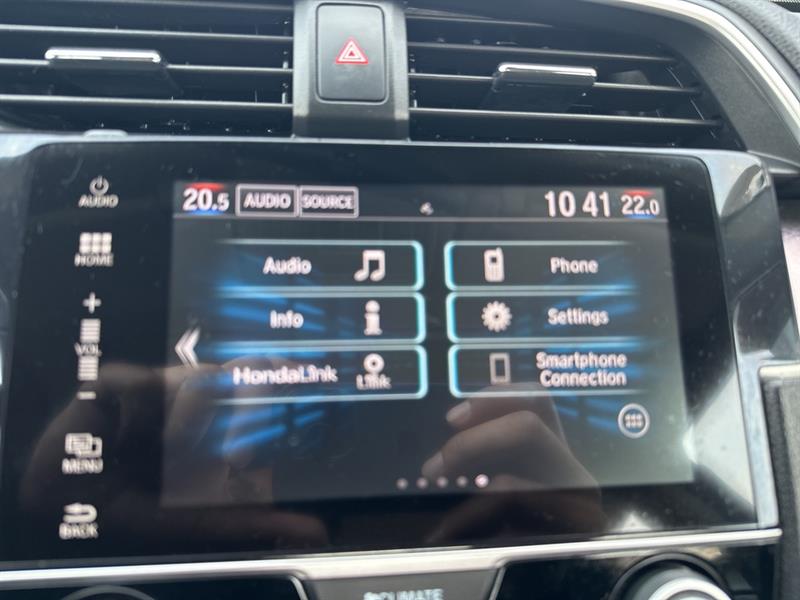 20.5 AUDIO SOURCE 10 41 22.0
AUDIO
HOME
VOL
MENU
BACK
Audio
Phone
Info
Settings
HondaLink
Link
Smartphone
Connection
CLIMATE